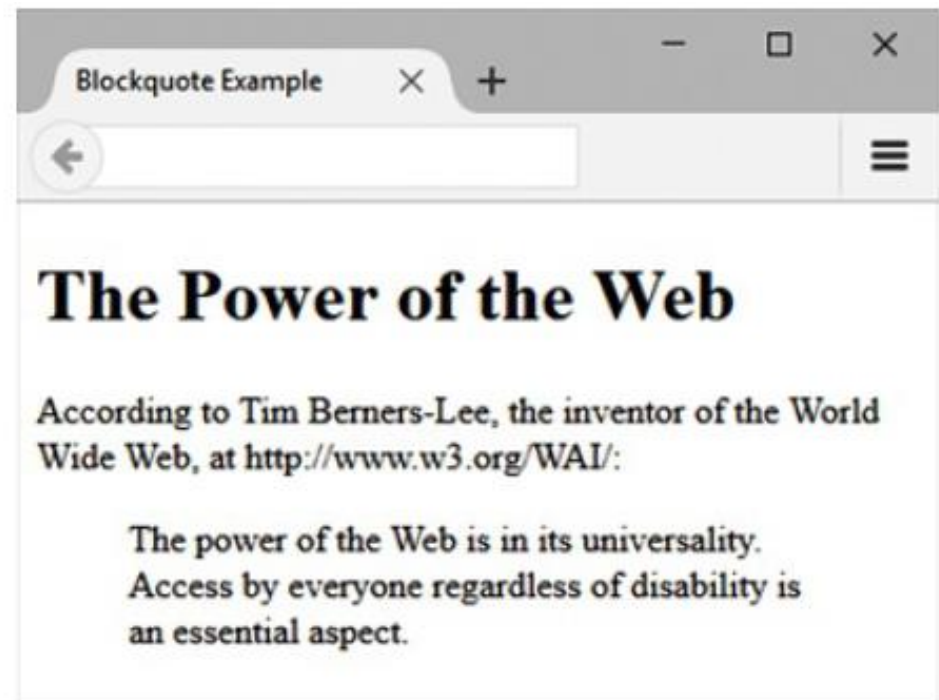 Blockquote Example
The Power of the Web
According to Tim Berners-Lee, the inventor of the World
Wide Web, at http://www.w3.org/WAI/:
The power of the Web is in its universality.
Access by everyone regardless of disability is
an essential aspect.